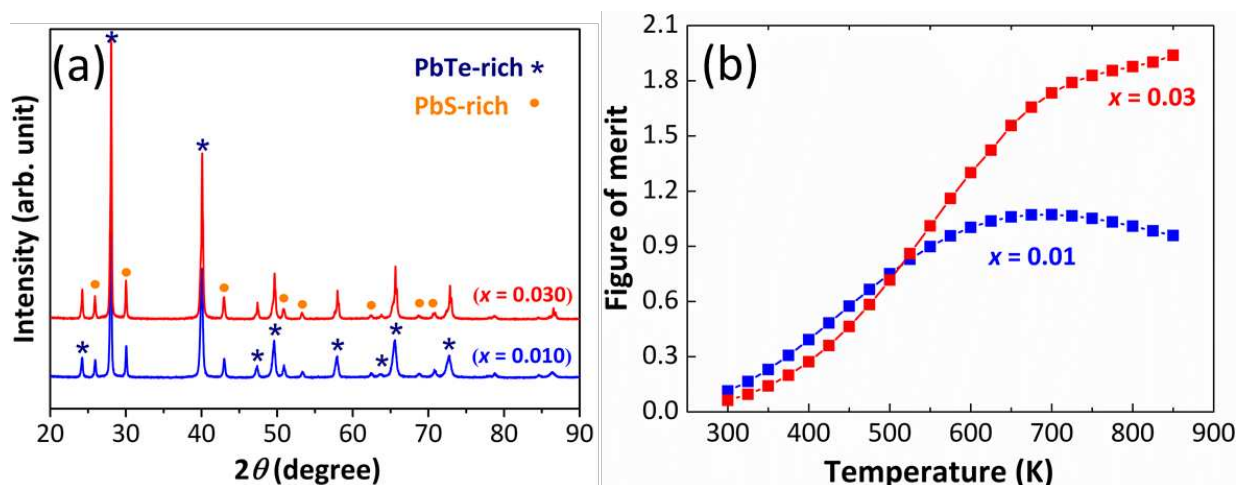 (a)
PbTe-rich *
PbS-rich •
(x = 0.030)
(x = 0.010)
Intensity (arb. unit)
20 30 40 50 60 70 80 90
2θ (degree)
(b)
2.1
1.8
1.5
1.2
0.9
0.6
0.3
0.0
x = 0.03
x = 0.01
Figure of merit
300 400 500 600 700 800 900
Temperature (K)